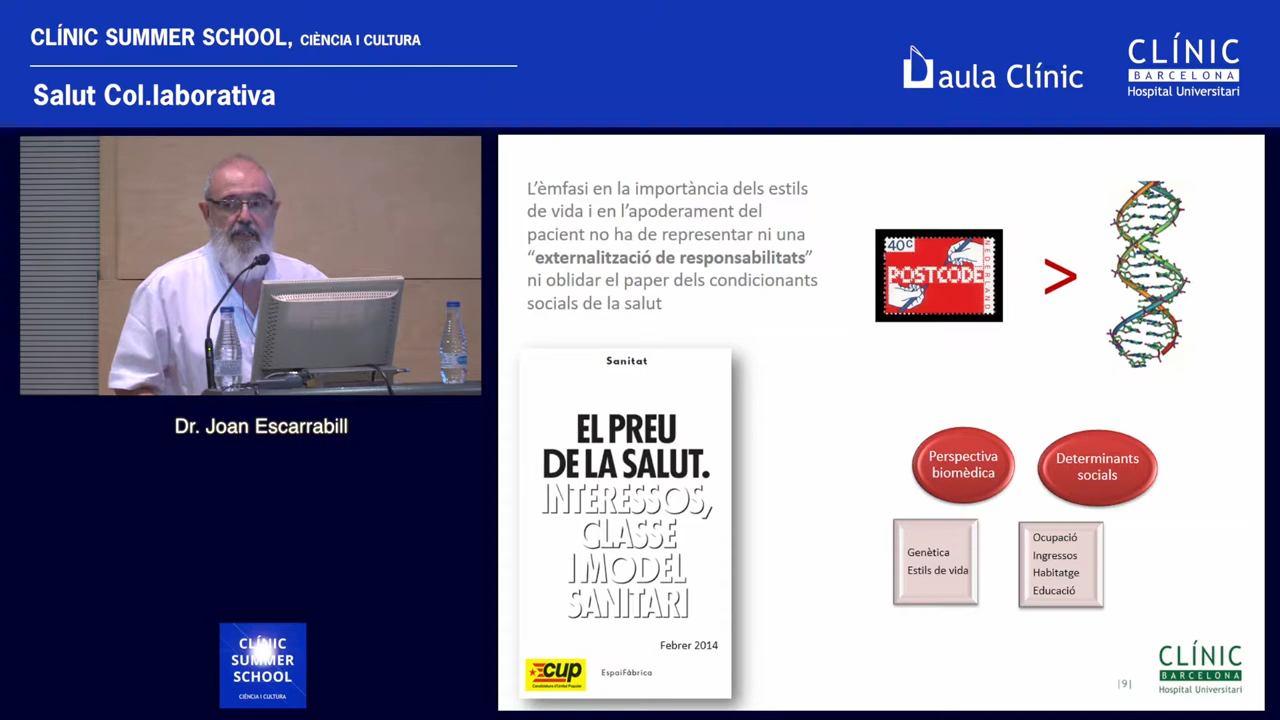 CLÍNIC SUMMER SCHOOL, CIÈNCIA I CULTURA
Salut Col.laborativa
aula Clínic
CLÍNIC
BARCELONA
Hospital Universitari
L'èmfasi en la importància dels estils
de vida i en l'apoderament del
pacient no ha de representar ni una
“externalització de responsabilitats”
ni oblidar el paper dels condicionants
socials de la salut
40c
POSTCODE
NEDERLAND
>
Sanitat
EL PREU
DE LA SALUT.
INTERESSOS,
CLASSE
I MODEL
SANITARI
Febrer 2014
cup
EspaiFàbrica
Perspectiva
biomèdica
Determinants
socials
Genètica
Estils de vida
Ocupació
Ingressos
Habitatge
Educació
|9|
CLÍNIC
BARCELONA
Hospital Universitari
Dr. Joan Escarrabill
CLÍNIC
SUMMER
SCHOOL
CIÈNCIA I CULTURA